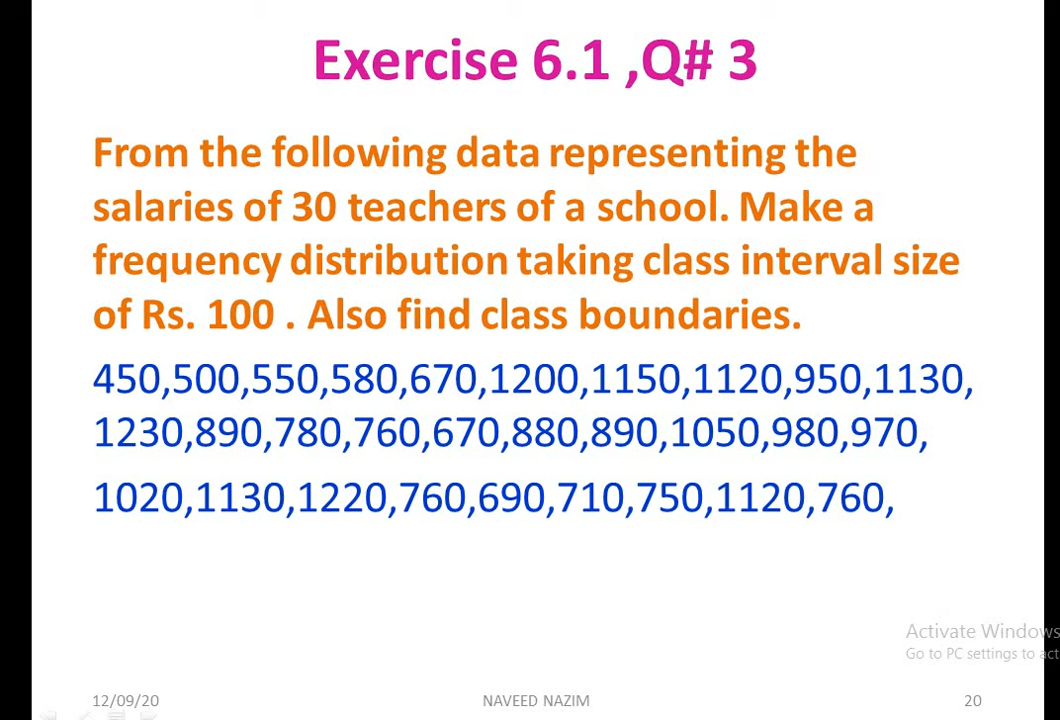 Exercise 6.1 ,Q# 3
From the following data representing the
salaries of 30 teachers of a school. Make a
frequency distribution taking class interval size
of Rs. 100 . Also find class boundaries.
450,500,550,580,670,1200,1150,1120,950,1130,
1230,890,780,760,670,880,890,1050,980,970,
1020,1130,1220,760,690,710,750,1120,760,
Activate Windows
Go to PC settings to act
12/09/20 NAVEED NAZIM 20